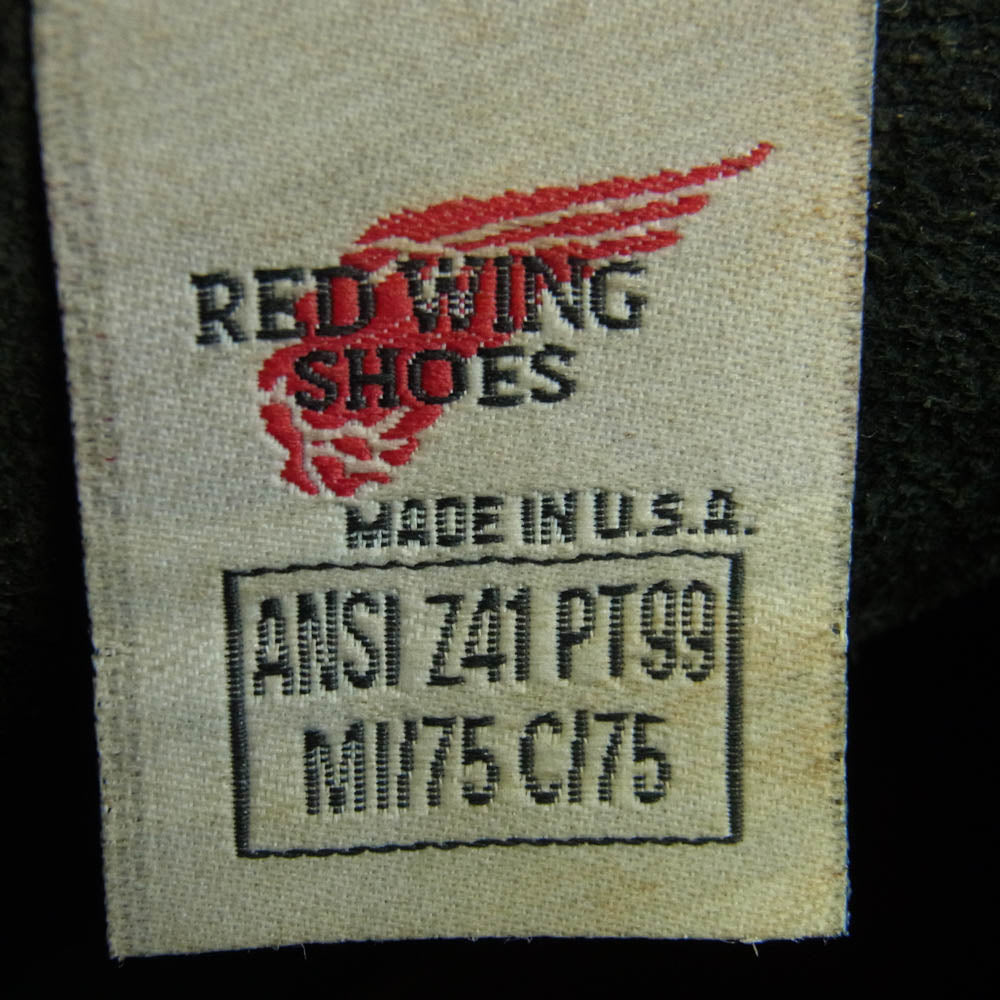 RED WING
SHOES
MADE IN U.S.A.
ANSI Z41 PT99
MI/75 C/75